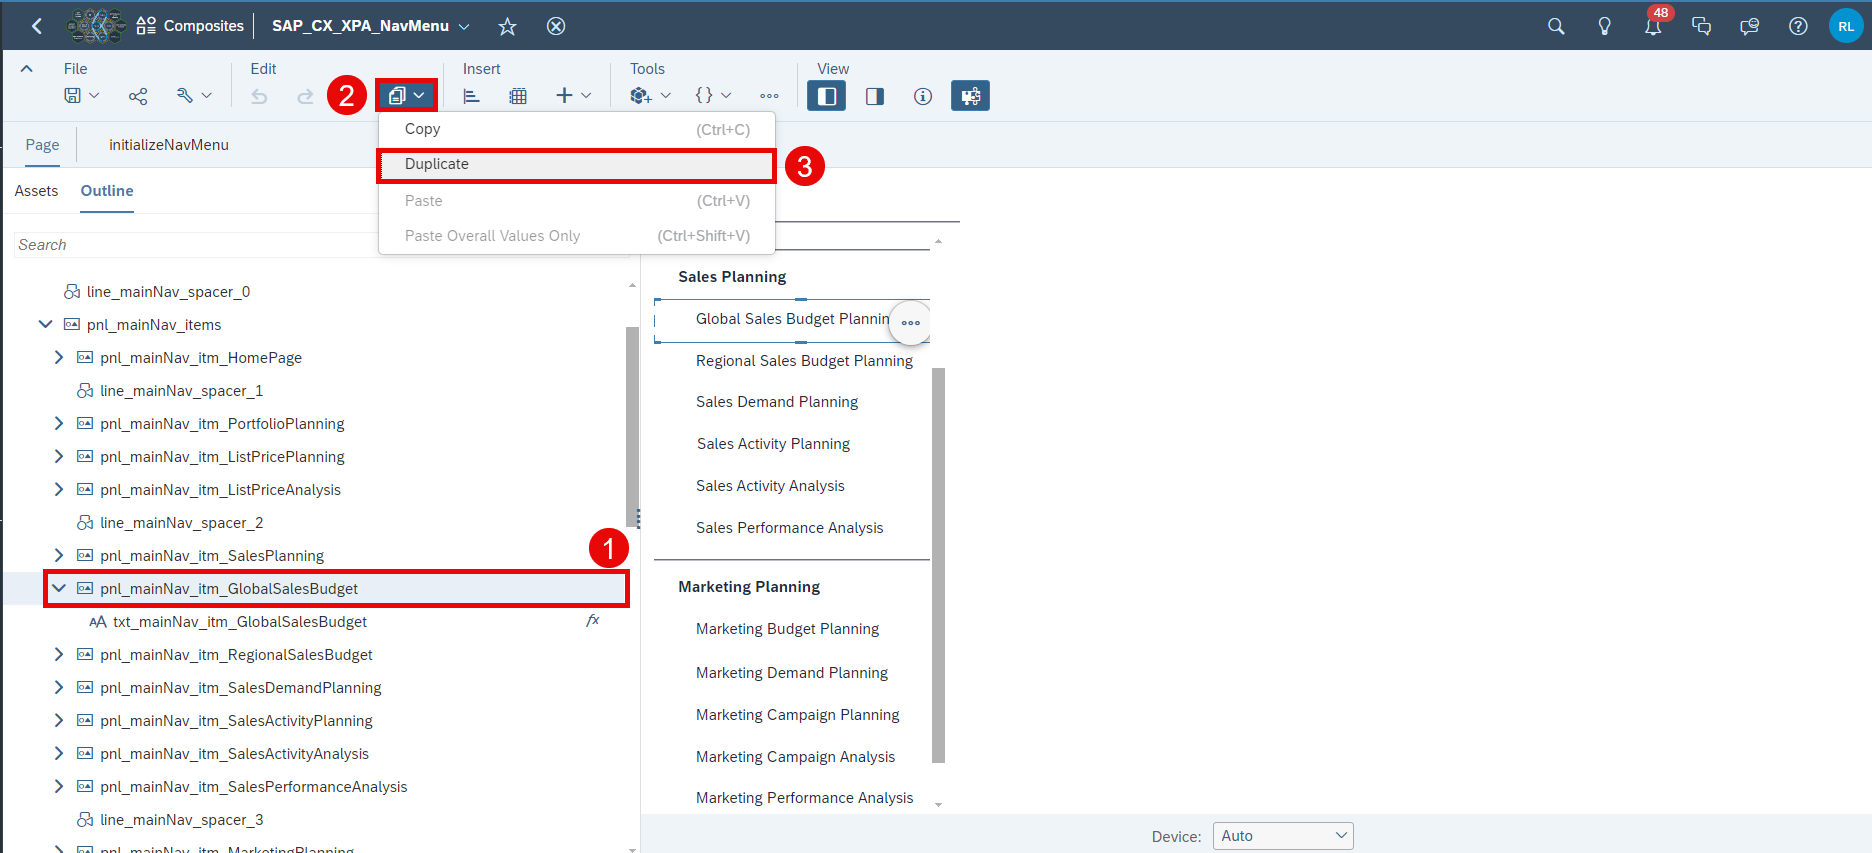 Composites SAP_CX_XPA_NavMenu 48 RL
File Edit Insert Tools View
2
Page initializeNavMenu
Copy (Ctrl+C)
Duplicate
3
Paste (Ctrl+V)
Paste Overall Values Only (Ctrl+Shift+V)
Assets Outline
Search
line_mainNav_spacer_0
pnl_mainNav_items
pnl_mainNav_itm_HomePage
line_mainNav_spacer_1
pnl_mainNav_itm_PortfolioPlanning
pnl_mainNav_itm_ListPricePlanning
pnl_mainNav_itm_ListPriceAnalysis
line_mainNav_spacer_2
pnl_mainNav_itm_SalesPlanning
1
pnl_mainNav_itm_GlobalSalesBudget
txt_mainNav_itm_GlobalSalesBudget fx
pnl_mainNav_itm_RegionalSalesBudget
pnl_mainNav_itm_SalesDemandPlanning
pnl_mainNav_itm_SalesActivityPlanning
pnl_mainNav_itm_SalesActivityAnalysis
pnl_mainNav_itm_SalesPerformanceAnalysis
line_mainNav_spacer_3
pnl_mainNav_itm_MarketingPlanning
Sales Planning
Global Sales Budget Plannin
Regional Sales Budget Planning
Sales Demand Planning
Sales Activity Planning
Sales Activity Analysis
Sales Performance Analysis
Marketing Planning
Marketing Budget Planning
Marketing Demand Planning
Marketing Campaign Planning
Marketing Campaign Analysis
Marketing Performance Analysis
Device: Auto